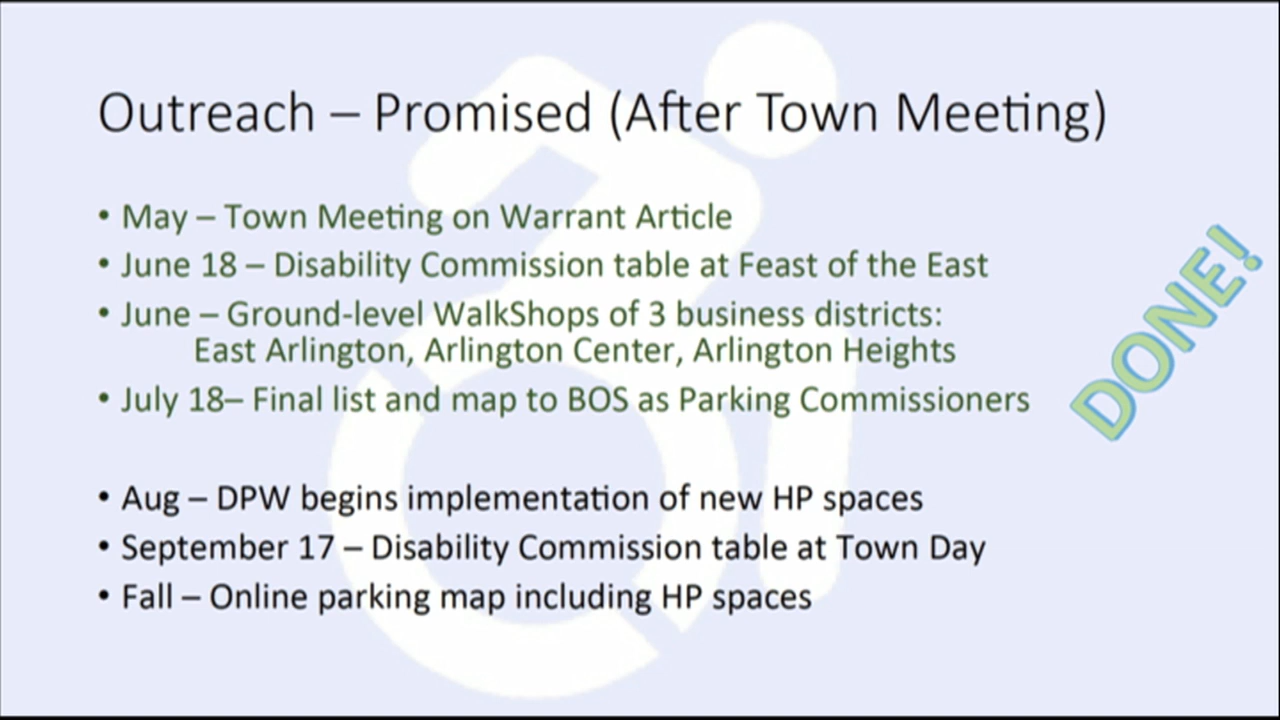 Outreach – Promised (After Town Meeting)
• May – Town Meeting on Warrant Article
• June 18 – Disability Commission table at Feast of the East
• June – Ground-level WalkShops of 3 business districts:
East Arlington, Arlington Center, Arlington Heights
• July 18– Final list and map to BOS as Parking Commissioners
DONE!
• Aug – DPW begins implementation of new HP spaces
• September 17 – Disability Commission table at Town Day
• Fall – Online parking map including HP spaces